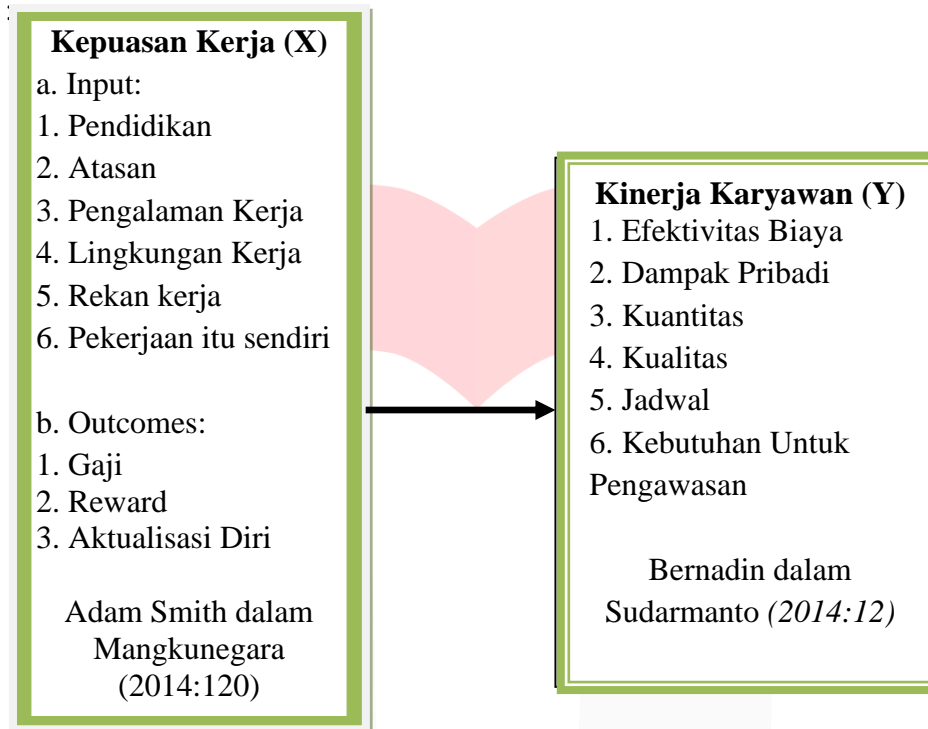 Kepuasan Kerja (X)
a. Input:
1. Pendidikan
2. Atasan
3. Pengalaman Kerja
4. Lingkungan Kerja
5. Rekan kerja
6. Pekerjaan itu sendiri
b. Outcomes:
1. Gaji
2. Reward
3. Aktualisasi Diri
Adam Smith dalam
Mangkunegara
(2014:120)
Kinerja Karyawan (Y)
1. Efektivitas Biaya
2. Dampak Pribadi
3. Kuantitas
4. Kualitas
5. Jadwal
6. Kebutuhan Untuk
Pengawasan
Bernadin dalam
Sudarmanto (2014:12)